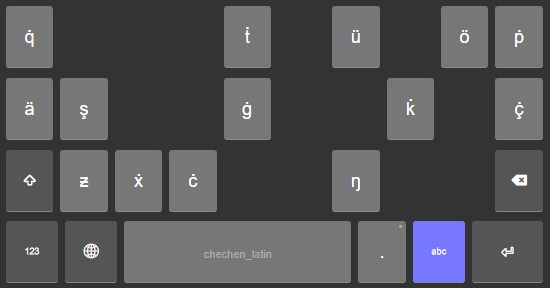 q̇ ṫ ü ö ṗ
ä ş ġ k̇ ç̇
ƶ ẋ ċ ŋ
123 chechen_latin . abc